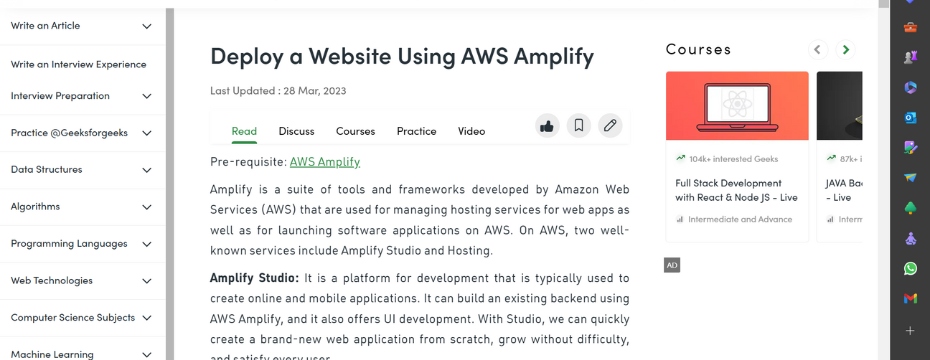 Write an Article
Write an Interview Experience
Interview Preparation
Practice @Geeksforgeeks
Data Structures
Algorithms
Programming Languages
Web Technologies
Computer Science Subjects
Machine Learning
Deploy a Website Using AWS Amplify
Last Updated : 28 Mar, 2023
Read Discuss Courses Practice Video
Pre-requisite: AWS Amplify
Amplify is a suite of tools and frameworks developed by Amazon Web
Services (AWS) that are used for managing hosting services for web apps as
well as for launching software applications on AWS. On AWS, two well-
known services include Amplify Studio and Hosting.
Amplify Studio: It is a platform for development that is typically used to
create online and mobile applications. It can build an existing backend using
AWS Amplify, and it also offers UI development. With Studio, we can quickly
create a brand-new web application from scratch, grow without difficulty,
and satisfy every user.
Courses
104k+ interested Geeks
Full Stack Development
with React & Node JS - Live
Intermediate and Advance
87k+ i
JAVA Bac
- Live
Interm
AD